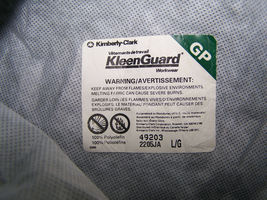 Kimberly-Clark
GP
Vêtements de travail
KleenGuard
Workwear
WARNING/AVERTISSEMENT:
KEEP AWAY FROM FLAMES/EXPLOSIVE ENVIRONMENTS.
MELTING FABRIC CAN CAUSE SEVERE BURNS.
GARDER LOIN DES FLAMMES VIVES/D'ENVIRONNEMENTS
EXPLOSIFS. LE MATERIAU FONDANT PEUT CAUSER DES
BRULURES GRAVES.
100% Polyolefin
100% Polyoléfine
49203
2205JA L/G